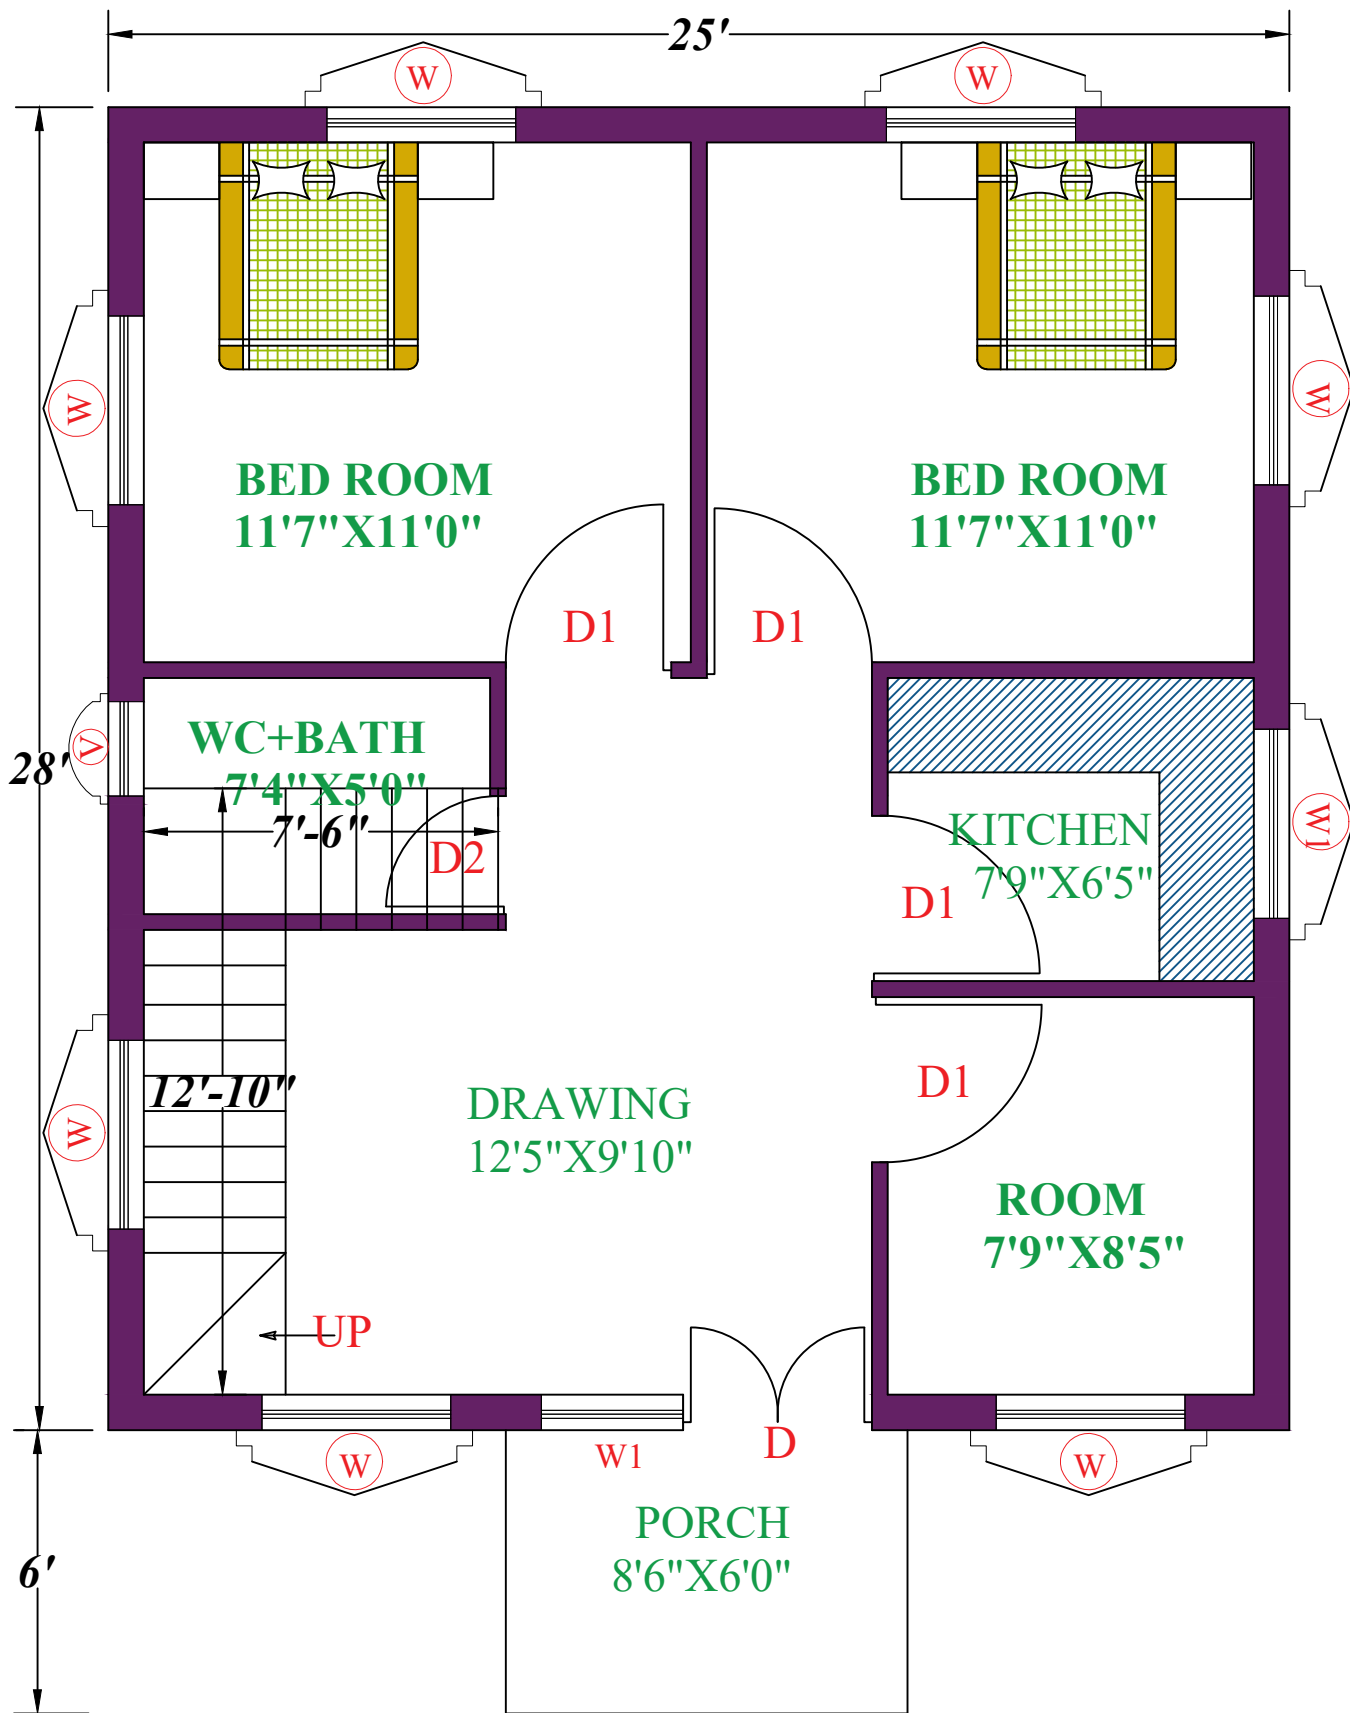 25'
W
W
W
W
BED ROOM
11'7"X11'0"
BED ROOM
11'7"X11'0"
D1
D1
WC+BATH
7'4"X5'0"
V
28'
7'-6"
D2
KITCHEN
7'9"X6'5"
W1
D1
12'-10"
W
DRAWING
12'5"X9'10"
D1
ROOM
7'9"X8'5"
UP
W
W1
D
W
PORCH
8'6"X6'0"
6'